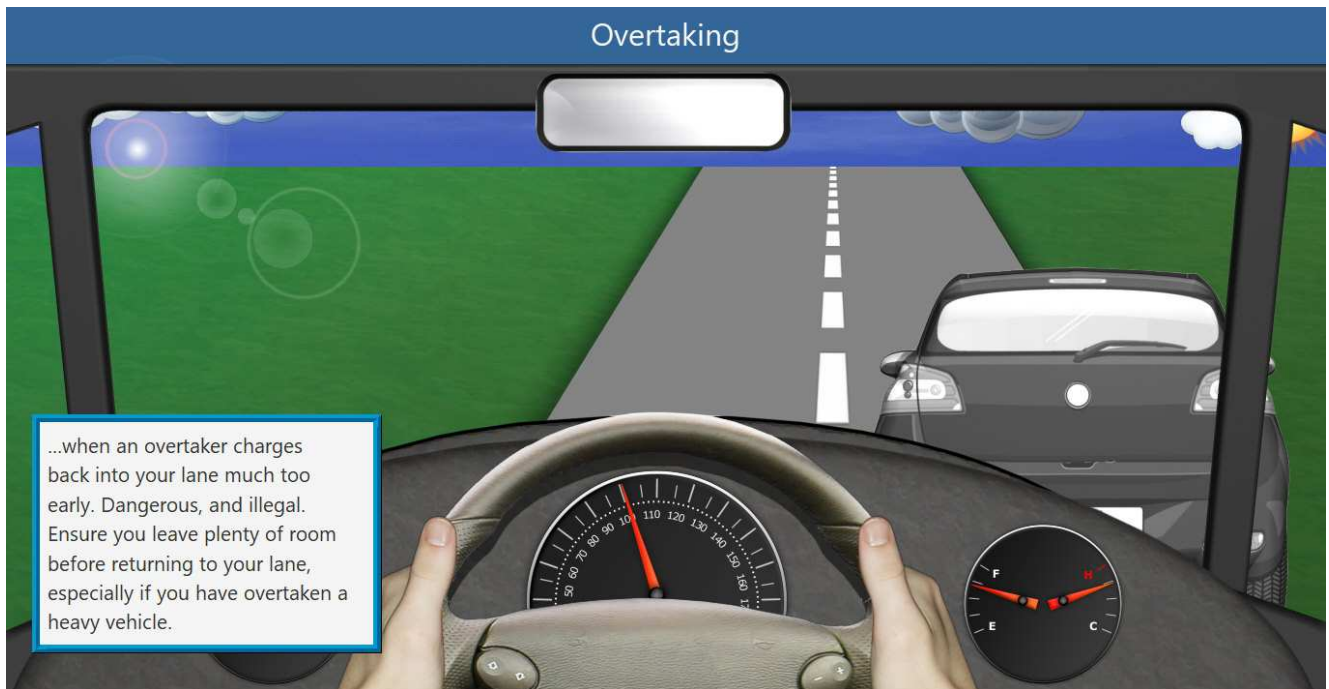 Overtaking
...when an overtaker charges
back into your lane much too
early. Dangerous, and illegal.
Ensure you leave plenty of room
before returning to your lane,
especially if you have overtaken a
heavy vehicle.
50 60 70 80 90 100 110 120 130 140 150 160
F H
E C